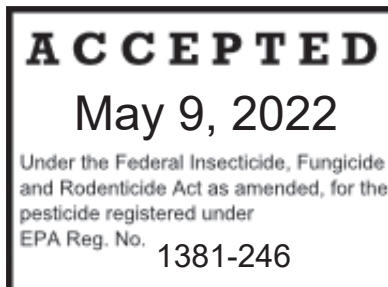 ACCEPTED
May 9, 2022
Under the Federal Insecticide, Fungicide
and Rodenticide Act as amended, for the
pesticide registered under
EPA Reg. No. 1381-246